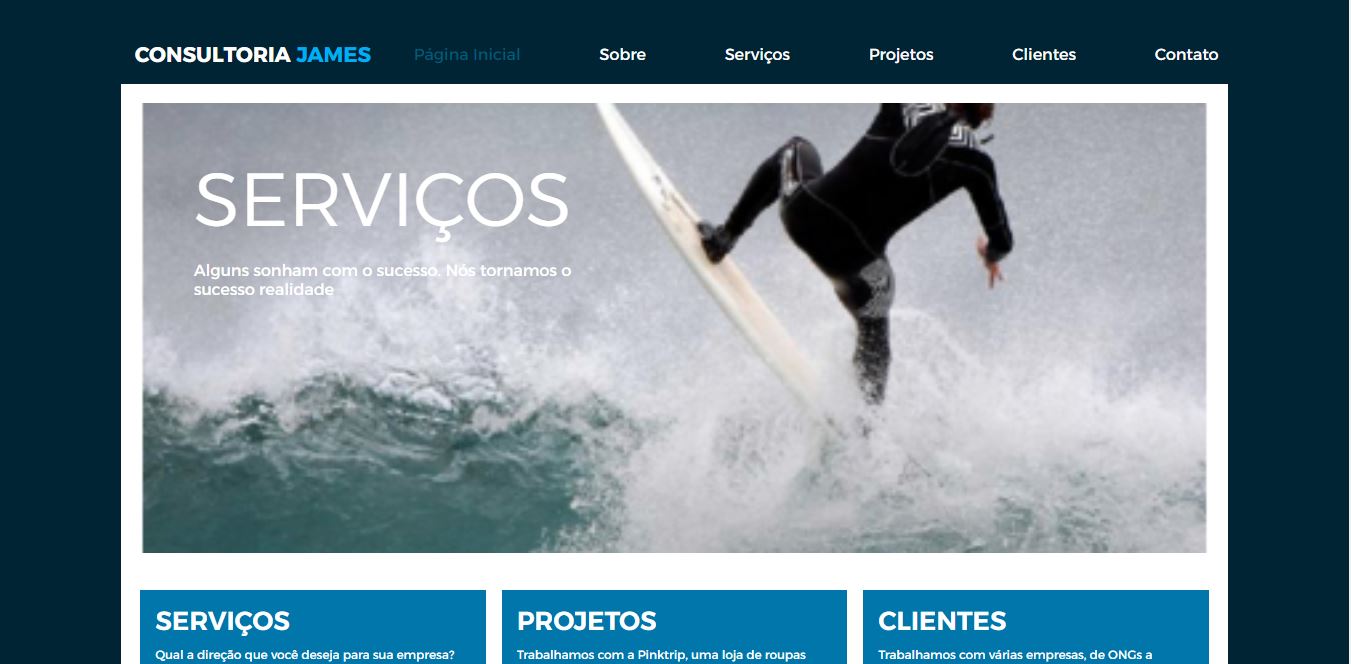 CONSULTORIA JAMES Página Inicial Sobre Serviços Projetos Clientes Contato
SERVIÇOS
Alguns sonham com o sucesso. Nós tornamos o
sucesso realidade
SERVIÇOS
Qual a direção que você deseja para sua empresa?
PROJETOS
Trabalhamos com a Pinktrip, uma loja de roupas
CLIENTES
Trabalhamos com várias empresas, de ONGs a